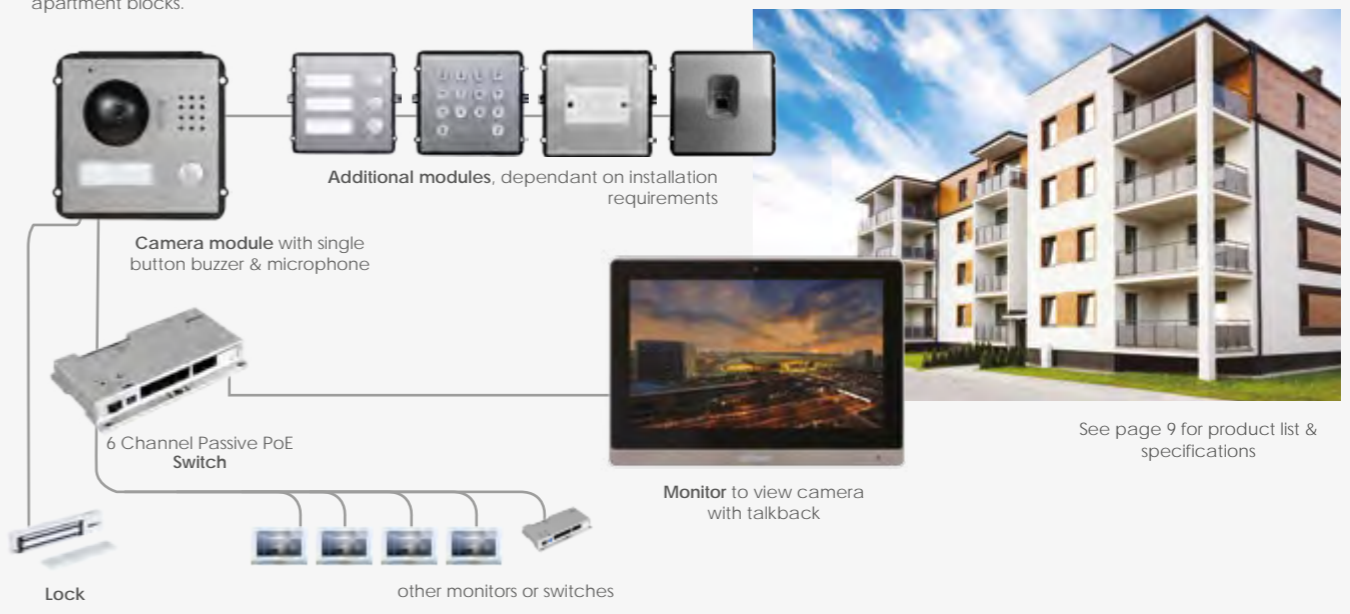 apartment blocks.
Additional modules, dependant on installation
requirements
Camera module with single
button buzzer & microphone
6 Channel Passive PoE
Switch
See page 9 for product list &
specifications
Monitor to view camera
with talkback
Lock
other monitors or switches